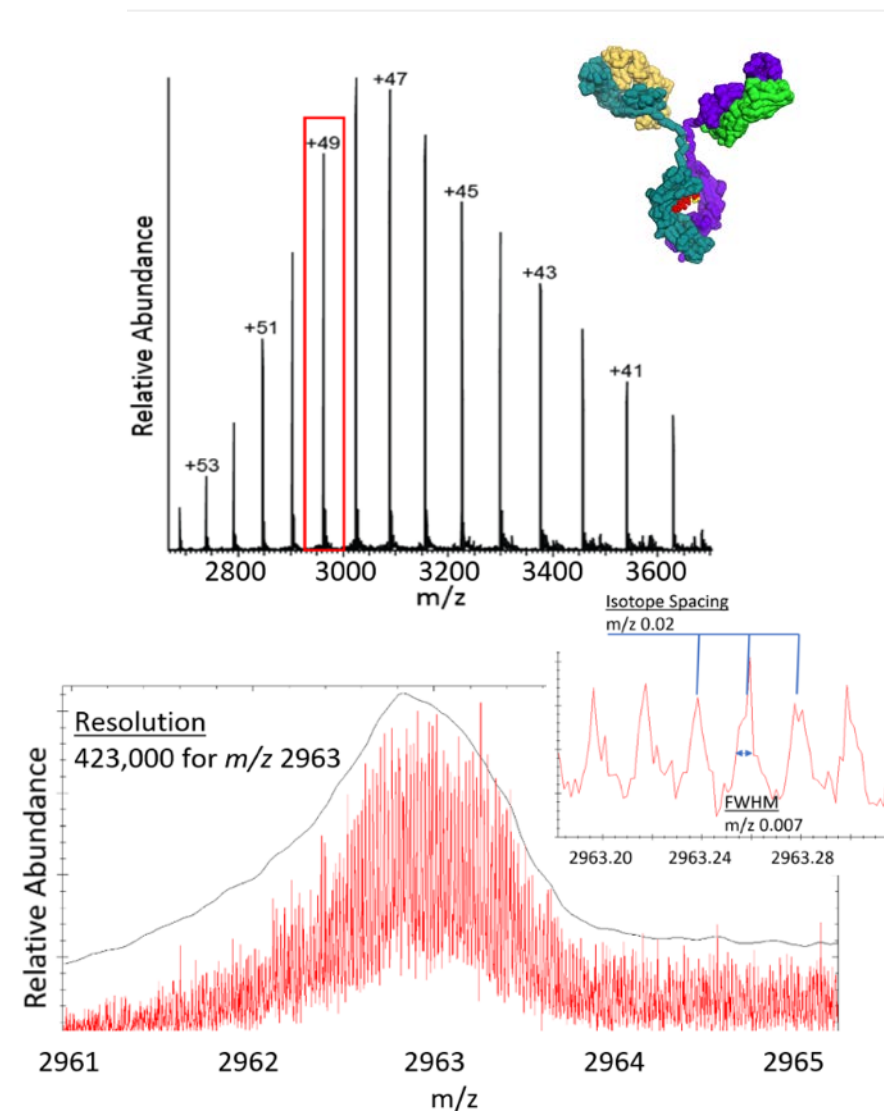 +47
+49
+45
+43
+51
+41
+53
Relative Abundance
2800 3000 3200 3400 3600
m/z
Isotope Spacing
m/z 0.02
Resolution
423,000 for m/z 2963
FWHM
m/z 0.007
2963.20 2963.24 2963.28
Relative Abundance
2961 2962 2963 2964 2965
m/z